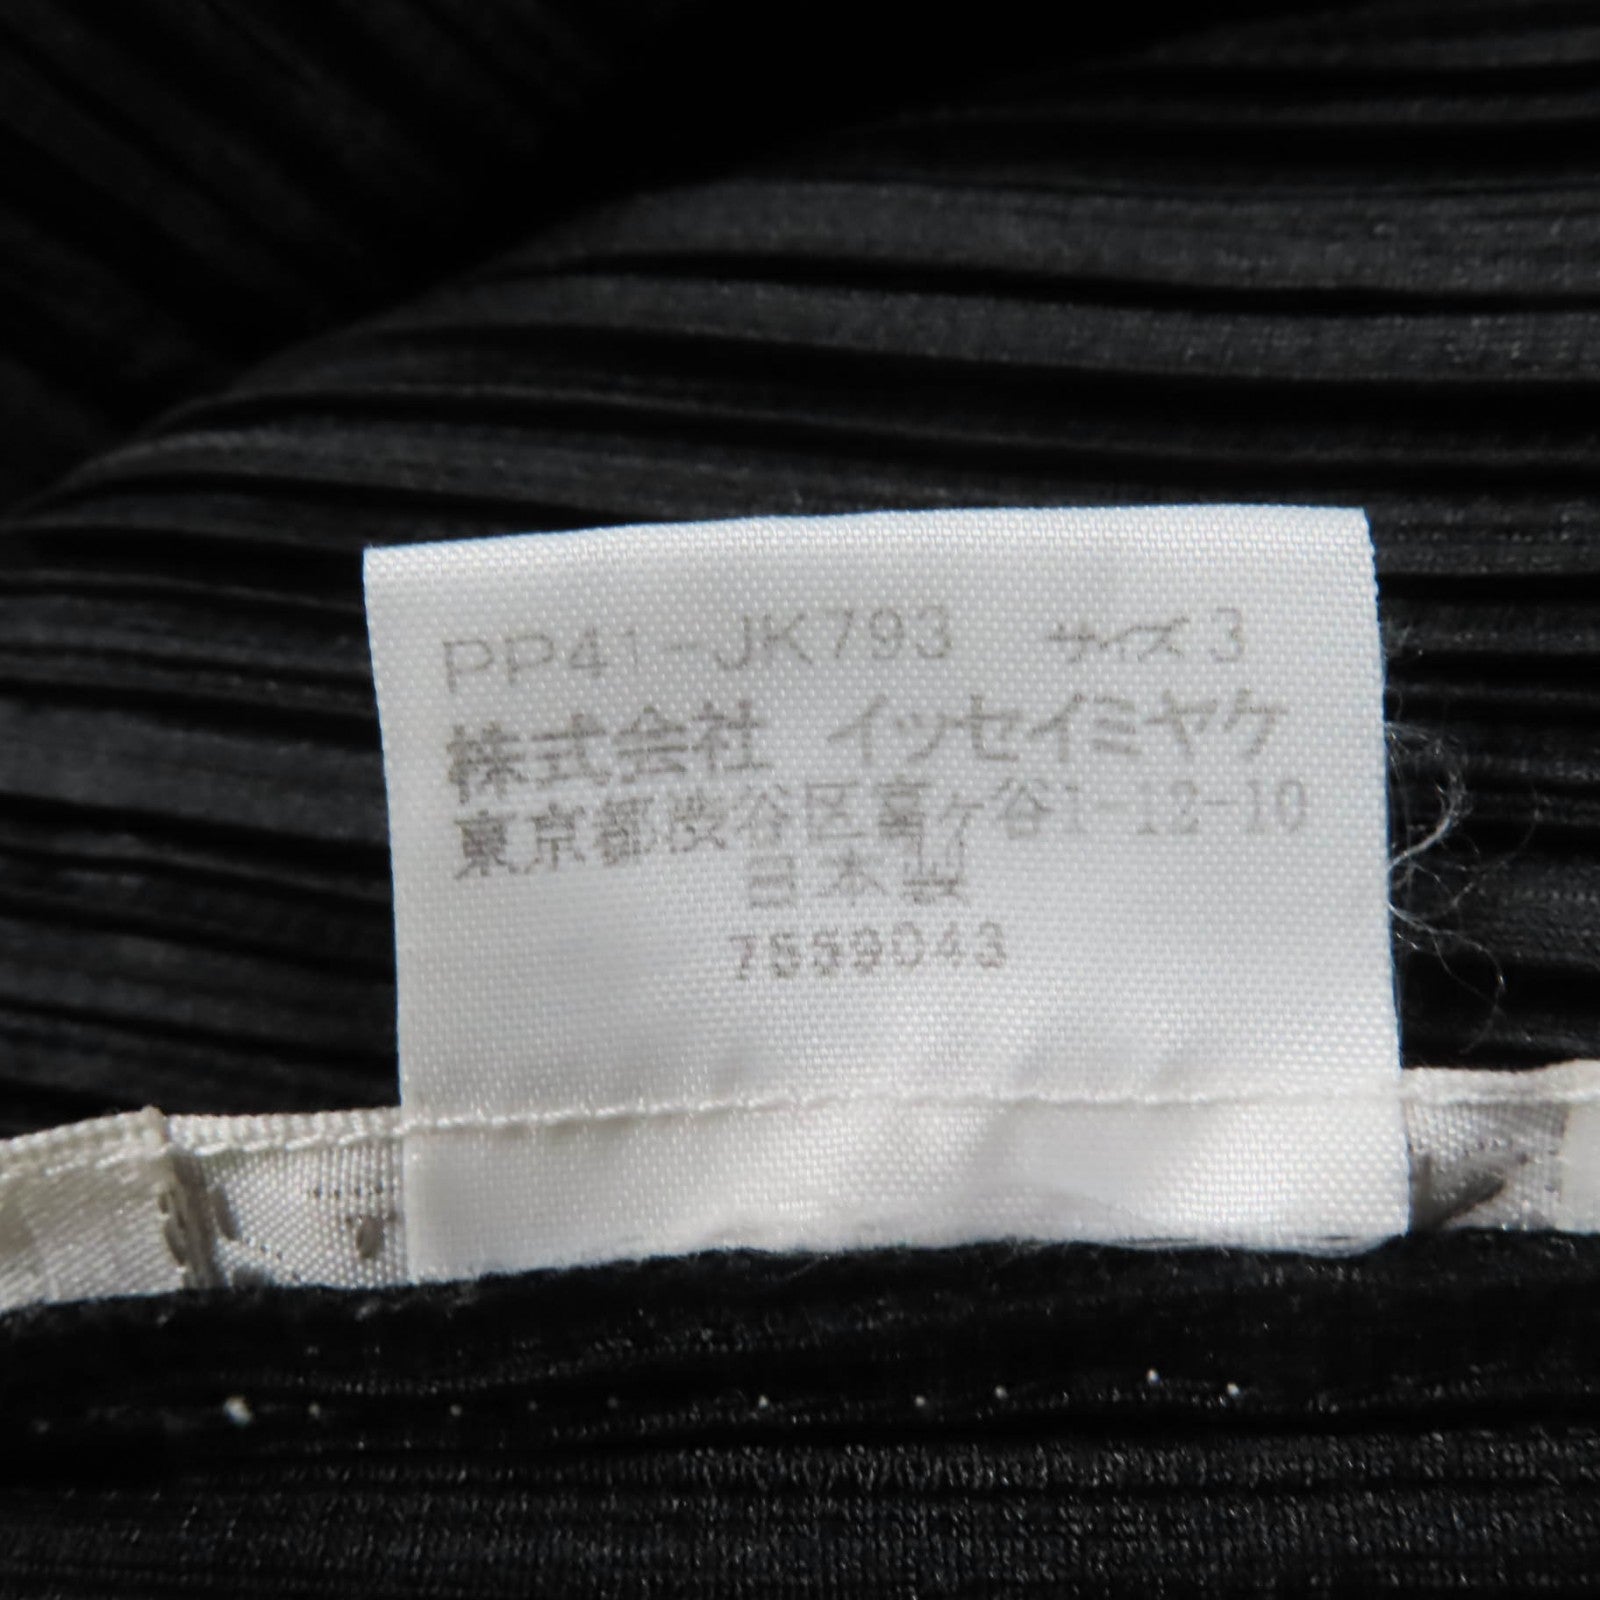 PP41-JK793 サイズ3
株式会社 イッセイミヤケ
東京都渋谷区富ヶ谷1-12-10
日本製
7559043